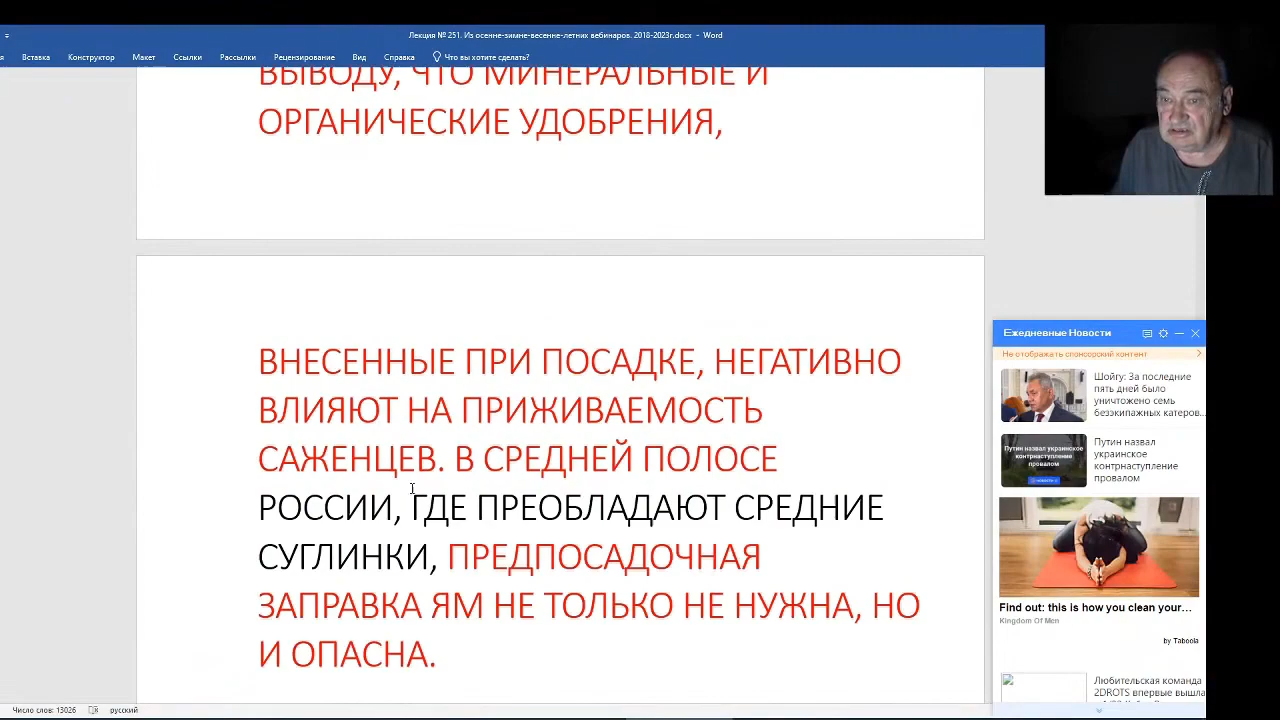 Лекция № 251. Из осенне-зимне-весенне-летних вебинаров. 2018-2023г.docx - Word
Вставка Конструктор Макет Ссылки Рассылки Рецензирование Вид Справка Что вы хотите сделать?
ВЫВОДУ, ЧТО МИНЕРАЛЬНЫЕ И
ОРГАНИЧЕСКИЕ УДОБРЕНИЯ,
ВНЕСЕННЫЕ ПРИ ПОСАДКЕ, НЕГАТИВНО
ВЛИЯЮТ НА ПРИЖИВАЕМОСТЬ
САЖЕНЦЕВ. В СРЕДНЕЙ ПОЛОСЕ
РОССИИ, ГДЕ ПРЕОБЛАДАЮТ СРЕДНИЕ
СУГЛИНКИ, ПРЕДПОСАДОЧНАЯ
ЗАПРАВКА ЯМ НЕ ТОЛЬКО НЕ НУЖНА, НО
И ОПАСНА.
Ежедневные Новости
Не отображать спонсорский контент
Шойгу: За последние
пять дней было
уничтожено семь
безэкипажных катеров...
Путин назвал украинское
контрнаступление
провалом
Путин назвал
украинское
контрнаступление
провалом
Find out: this is how you clean your...
Kingdom Of Men
by Taboola
Любительская команда
2DROTS впервые вышла
Число слов: 13026 русский